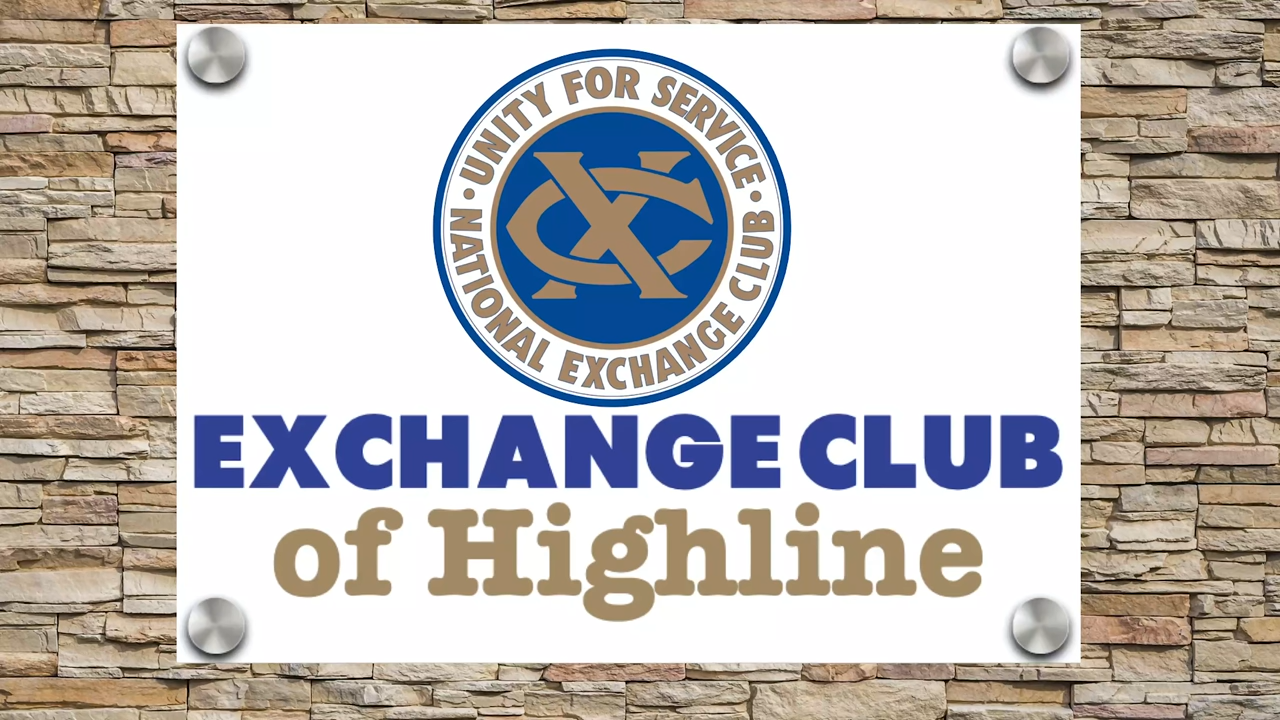 · UNITY FOR SERVICE ·
NATIONAL EXCHANGE CLUB
XC
EXCHANGE CLUB
of Highline